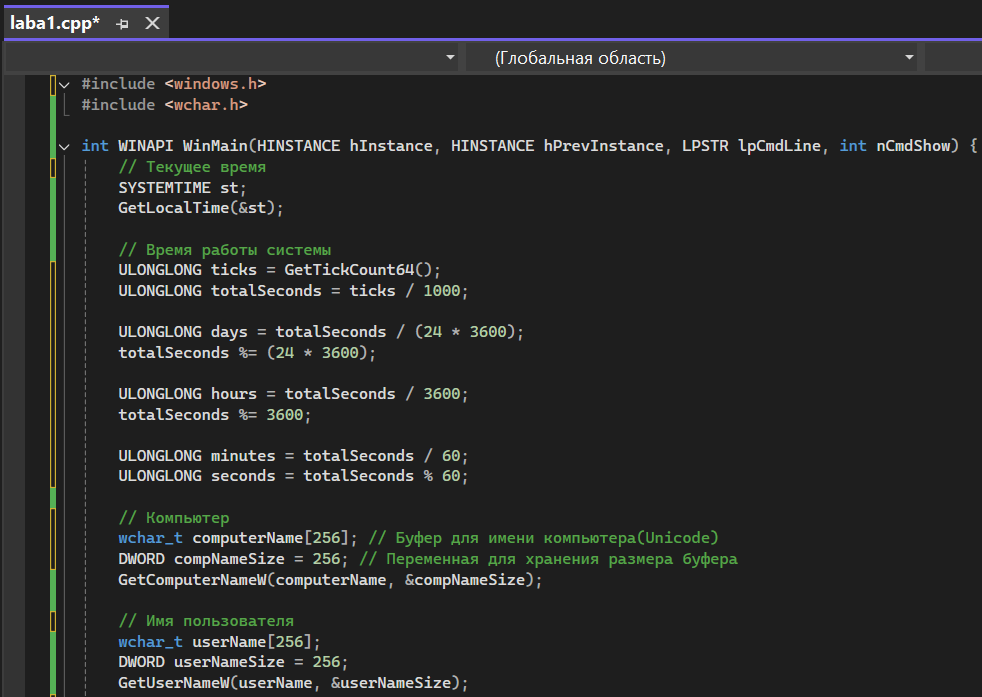 laba1.cpp*
(Глобальная область)
#include <windows.h>
#include <wchar.h>
int WINAPI WinMain(HINSTANCE hInstance, HINSTANCE hPrevInstance, LPSTR lpCmdLine, int nCmdShow) {
// Текущее время
SYSTEMTIME st;
GetLocalTime(&st);
// Время работы системы
ULONGLONG ticks = GetTickCount64();
ULONGLONG totalSeconds = ticks / 1000;
ULONGLONG days = totalSeconds / (24 * 3600);
totalSeconds %= (24 * 3600);
ULONGLONG hours = totalSeconds / 3600;
totalSeconds %= 3600;
ULONGLONG minutes = totalSeconds / 60;
ULONGLONG seconds = totalSeconds % 60;
// Компьютер
wchar_t computerName[256]; // Буфер для имени компьютера(Unicode)
DWORD compNameSize = 256; // Переменная для хранения размера буфера
GetComputerNameW(computerName, &compNameSize);
// Имя пользователя
wchar_t userName[256];
DWORD userNameSize = 256;
GetUserNameW(userName, &userNameSize);